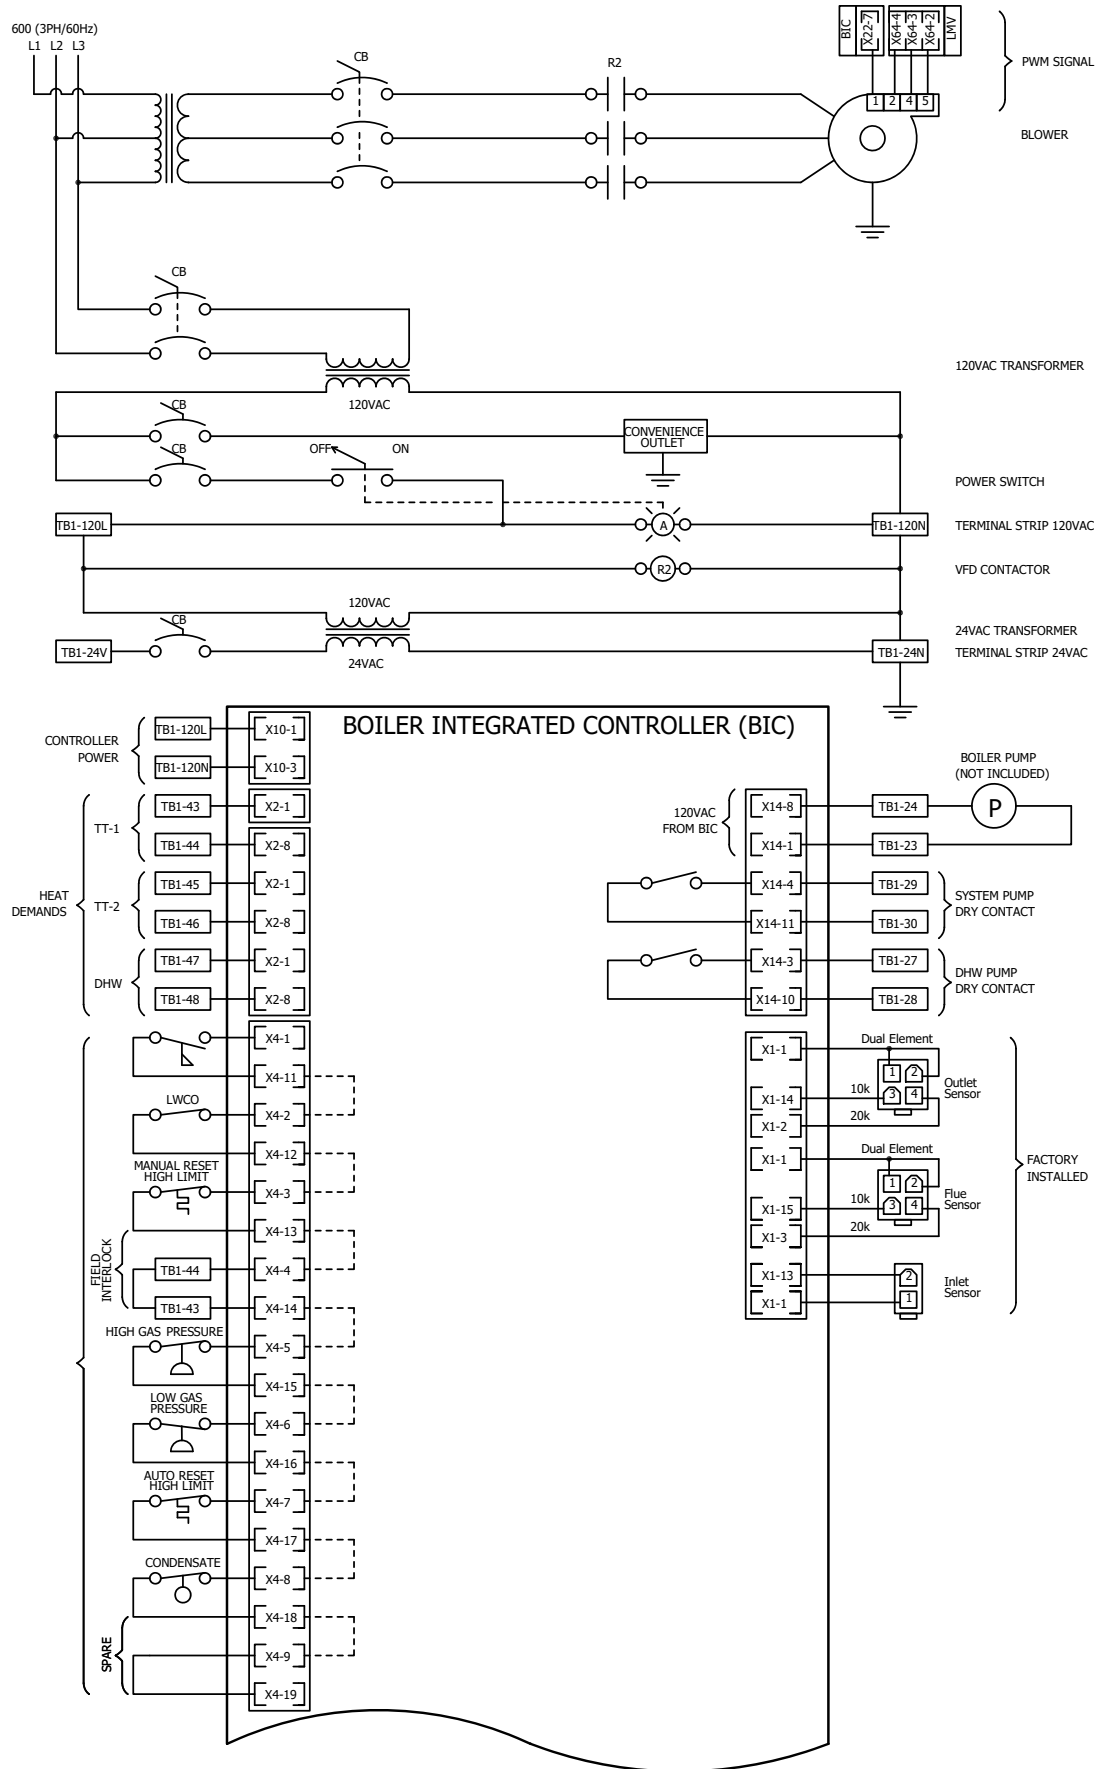 600 (3PH/60Hz)
L1 L2 L3
CB
R2
BIC
X22-7
X64-4
X64-3
X64-2
LMV
PWM SIGNAL
1 2 4 5
BLOWER
CB
120VAC TRANSFORMER
120VAC
CB
CONVENIENCE
OUTLET
CB
OFF ON
POWER SWITCH
TB1-120L
A
TB1-120N
TERMINAL STRIP 120VAC
R2
VFD CONTACTOR
120VAC
CB
24VAC TRANSFORMER
TB1-24V
24VAC
TB1-24N
TERMINAL STRIP 24VAC
BOILER INTEGRATED CONTROLLER (BIC)
CONTROLLER
POWER
TB1-120L
X10-1
TB1-120N
X10-3
HEAT
DEMANDS
TT-1
TB1-43
X2-1
TB1-44
X2-8
TT-2
TB1-45
X2-1
TB1-46
X2-8
DHW
TB1-47
X2-1
TB1-48
X2-8
X4-1
X4-11
LWCO
X4-2
X4-12
MANUAL RESET
HIGH LIMIT
X4-3
X4-13
FIELD
INTERLOCK
TB1-44
X4-4
TB1-43
X4-14
HIGH GAS PRESSURE
X4-5
X4-15
LOW GAS
PRESSURE
X4-6
X4-16
AUTO RESET
HIGH LIMIT
X4-7
X4-17
CONDENSATE
X4-8
X4-18
SPARE
X4-9
X4-19
BOILER PUMP
(NOT INCLUDED)
120VAC
FROM BIC
X14-8
TB1-24
P
X14-1
TB1-23
X14-4
TB1-29
SYSTEM PUMP
DRY CONTACT
X14-11
TB1-30
X14-3
TB1-27
DHW PUMP
DRY CONTACT
X14-10
TB1-28
X1-1
Dual Element
1 2
3 4
Outlet
Sensor
X1-14
10k
X1-2
20k
X1-1
Dual Element
1 2
3 4
Flue
Sensor
X1-15
10k
X1-3
20k
X1-13
2
1
Inlet
Sensor
X1-1
FACTORY
INSTALLED